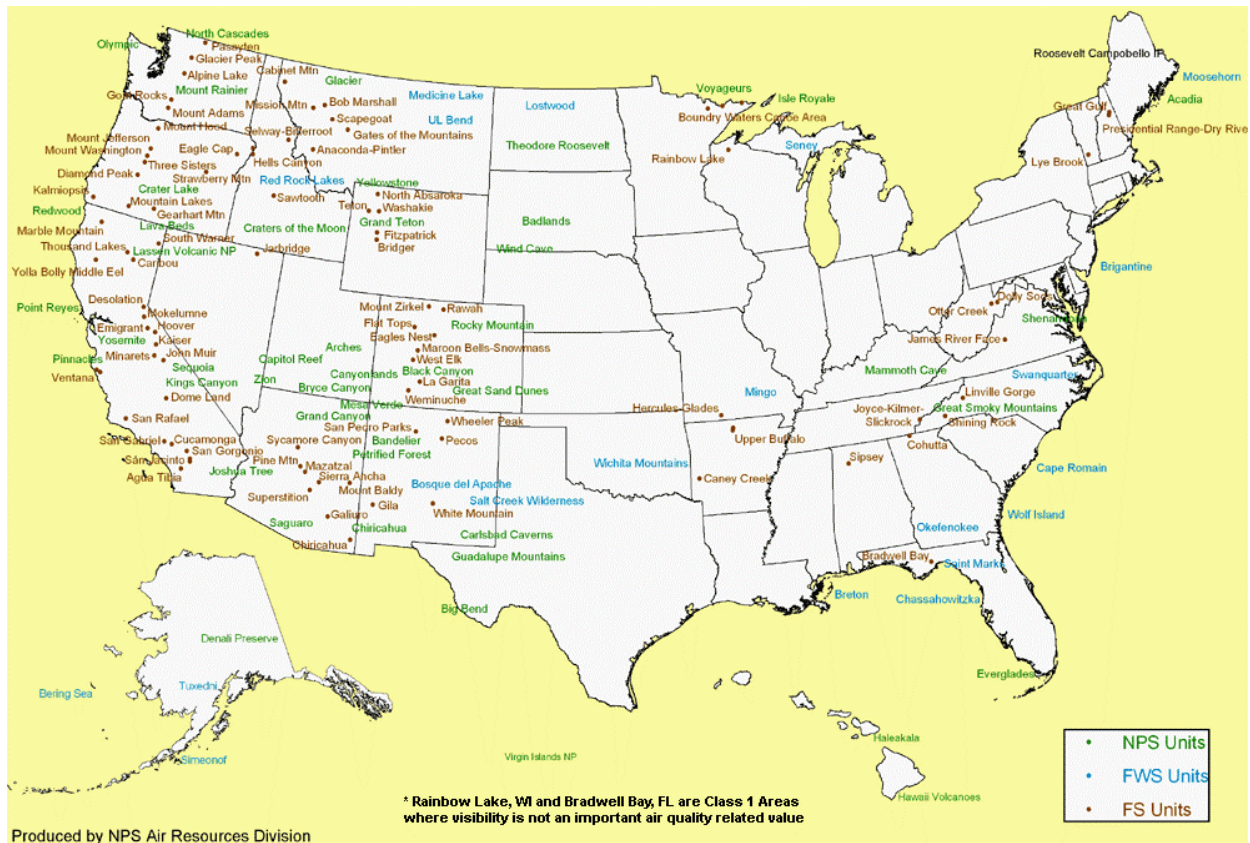 North Cascades
Olympic
Pasayten
Glacier Peak
Alpine Lake
Cabinet Mtn
Glacier
Mount Rainier
Goat Rocks
Mount Adams
Mission Mtn
Bob Marshall
Medicine Lake
Lostwood
Scapegoat
UL Bend
Mount Hood
Selway-Bitterroot
Gates of the Mountains
Mount Jefferson
Mount Washington
Eagle Cap
Anaconda-Pintler
Theodore Roosevelt
Three Sisters
Hells Canyon
Diamond Peak
Strawberry Mtn
Red Rock Lakes
Yellowstone
Kalmiopsis
Crater Lake
Sawtooth
North Absaroka
Mountain Lakes
Teton
Washakie
Redwood
Gearhart Mtn
Lava Beds
Craters of the Moon
Grand Teton
Badlands
Marble Mountain
South Warner
Fitzpatrick
Thousand Lakes
Lassen Volcanic NP
Jarbridge
Bridger
Wind Cave
Caribou
Yolla Bolly Middle Eel
Voyageurs
Isle Royale
Boundry Waters Canoe Area
Rainbow Lake
Seney
Roosevelt Campobello IP
Moosehorn
Acadia
Great Gulf
Presidential Range-Dry Rive
Lye Brook
Brigantine
Desolation
Point Reyes
Mokelumne
Emigrant
Hoover
Yosemite
Kaiser
Pinnacles
Minarets
John Muir
Sequoia
Ventana
Kings Canyon
Dome Land
San Rafael
San Gabriel
Cucamonga
San Gorgonio
San Jacinto
Agua Tibia
Joshua Tree
Mount Zirkel
Rawah
Flat Tops
Rocky Mountain
Eagles Nest
Arches
Maroon Bells-Snowmass
Capitol Reef
West Elk
Canyonlands
Black Canyon
Zion
Bryce Canyon
La Garita
Weminuche
Great Sand Dunes
Mesa Verde
Grand Canyon
San Pecro Parks
Wheeler Peak
Sycamore Canyon
Bandelier
Pecos
Petrified Forest
Pine Mtn
Mazatzal
Sierra Ancha
Superstition
Mount Baldy
Bosque del Apache
Salt Creek Wilderness
Gila
White Mountain
Galiuro
Saguaro
Chiricahua
Chiricahua
Carlsbad Caverns
Guadalupe Mountains
Big Bend
Wichita Mountains
Hercules-Glades
Mingo
Upper Buffalo
Caney Creek
Dolly Sods
Otter Creek
Shenandoah
James River Face
Mammoth Cave
Swanquarter
Linville Gorge
Joyce-Kilmer-
Slickrock
Great Smoky Mountains
Shining Rock
Cohutta
Sipsey
Cape Romain
Wolf Island
Okefenokee
Bradwell Bay
Saint Marks
Breton
Chassahowitzka
Everglades
Denali Preserve
Bering Sea
Tuxedni
Simeonof
Virgin Islands NP
Haleakala
Hawaii Volcanoes
NPS Units
FWS Units
FS Units
* Rainbow Lake, WI and Bradwell Bay, FL are Class 1 Areas
where visibility is not an important air quality related value
Produced by NPS Air Resources Division